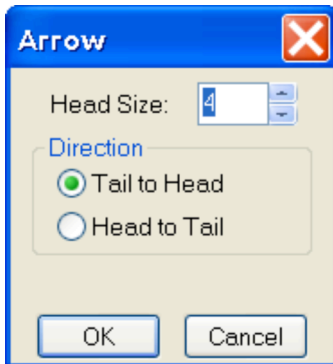 Arrow
Head Size: 4
Direction
Tail to Head
Head to Tail
OK Cancel